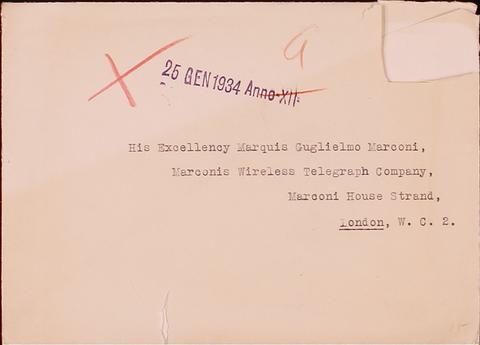 a
25 GEN 1934 Anno XII
His Excellency Marquis Guglielmo Marconi,
Marconis Wireless Telegraph Company,
Marconi House Strand,
London, W. C. 2.